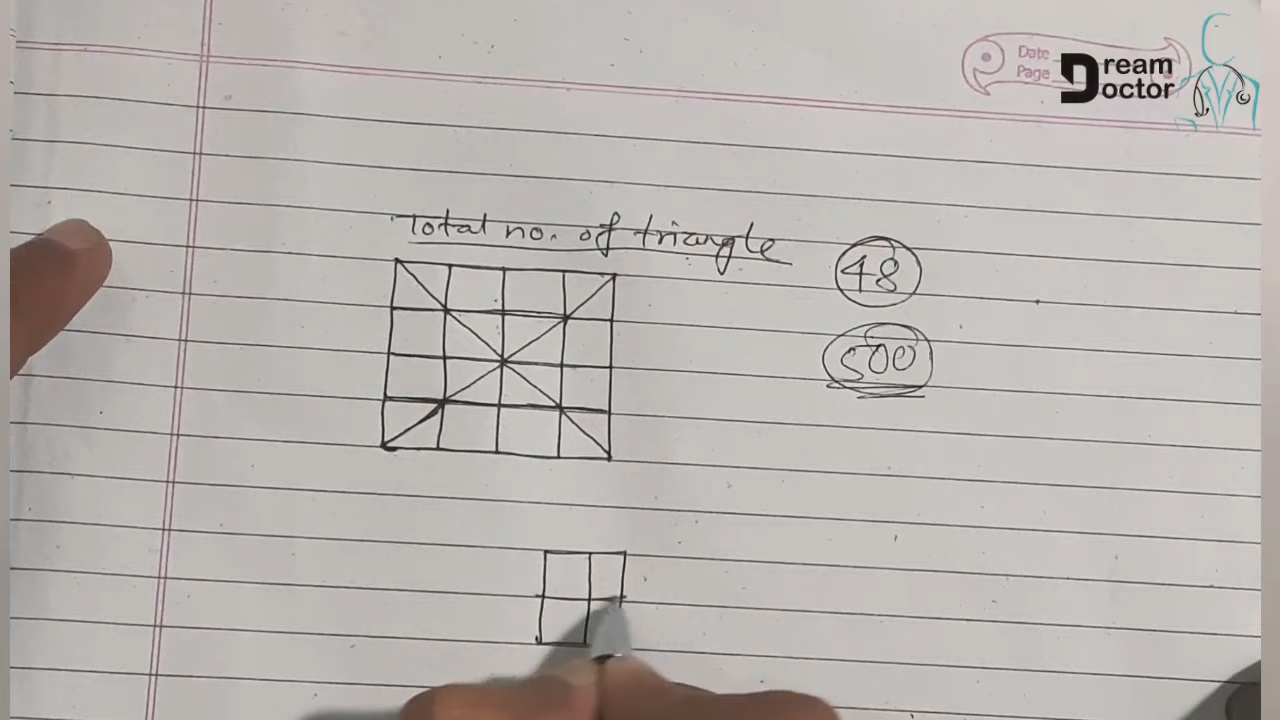 Date
Page
Dream
Doctor
Total no. of triangle
48
500